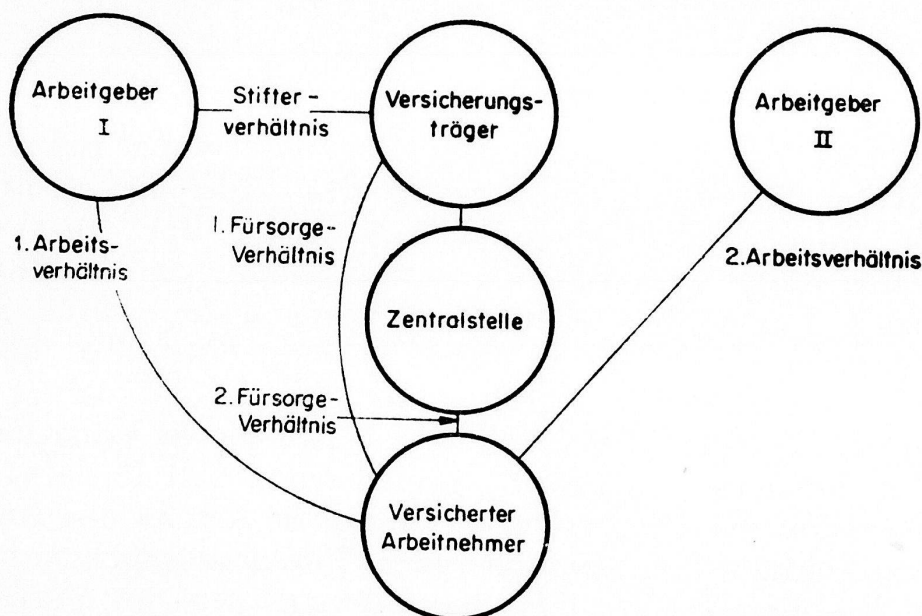 Arbeitgeber
I
Stifter-
verhältnis
Versicherungs-
träger
Arbeitgeber
II
1. Arbeits-
verhältnis
1. Fürsorge-
Verhältnis
2. Arbeitsverhältnis
Zentralstelle
2. Fürsorge-
Verhältnis
Versicherter
Arbeitnehmer